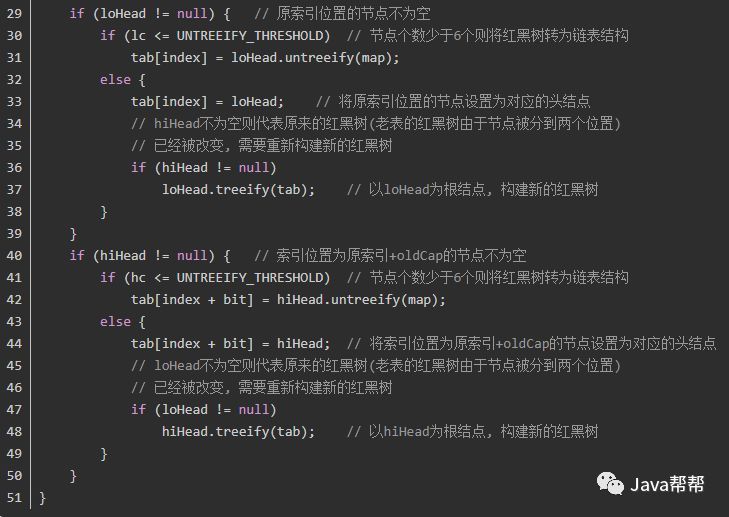 29 if (loHead != null) {   // 原索引位置的节点不为空
30     if (lc <= UNTREEIFY_THRESHOLD)  // 节点个数少于6个则将红黑树转为链表结构
31         tab[index] = loHead.untreeify(map);
32     else {
33         tab[index] = loHead;    // 将原索引位置的节点设置为对应的头结点
34         // hiHead不为空则代表原来的红黑树(老表的红黑树由于节点被分到两个位置)
35         // 已经被改变, 需要重新构建新的红黑树
36         if (hiHead != null)
37             loHead.treeify(tab);    // 以loHead为根结点, 构建新的红黑树
38     }
39 }
40 if (hiHead != null) {   // 索引位置为原索引+oldCap的节点不为空
41     if (hc <= UNTREEIFY_THRESHOLD)  // 节点个数少于6个则将红黑树转为链表结构
42         tab[index + bit] = hiHead.untreeify(map);
43     else {
44         tab[index + bit] = hiHead;  // 将索引位置为原索引+oldCap的节点设置为对应的头结点
45         // loHead不为空则代表原来的红黑树(老表的红黑树由于节点被分到两个位置)
46         // 已经被改变, 需要重新构建新的红黑树
47         if (loHead != null)
48             hiHead.treeify(tab);    // 以hiHead为根结点, 构建新的红黑树
49     }
50 }
51 }
Java帮帮